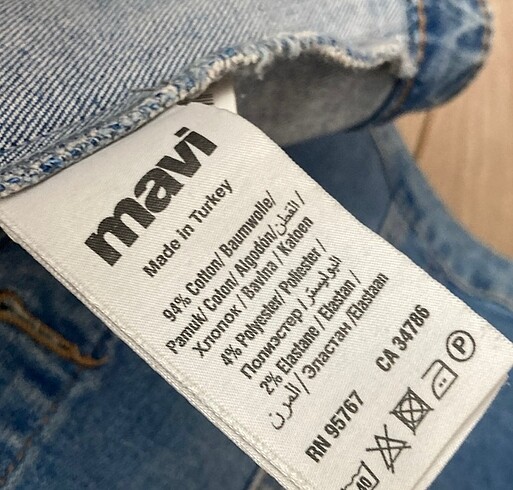 mavi
Made in Turkey
94% Cotton/ Baumwolle/
Pamuk/ Coton/ Algodón/القطن /
Хлопок / Bavlna / Katoen
4% Polyester/ Poliester /
Полиэстер / البوليستر
2% Elastane / Elastan /
المرن / Эластан /Elastaan
RN 95767 CA 34786
40
P